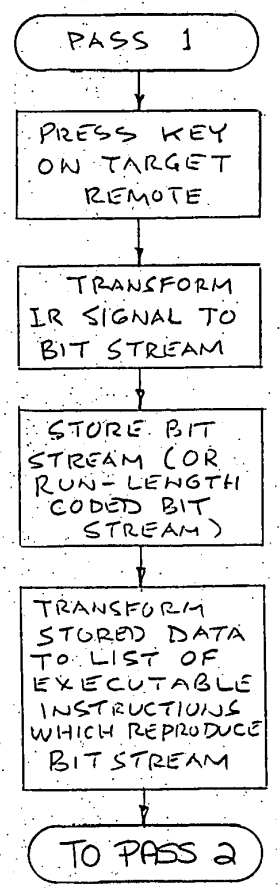 PASS 1
PRESS KEY
ON TARGET
REMOTE
TRANSFORM
IR SIGNAL TO
BIT STREAM
STORE BIT
STREAM (OR
RUN-LENGTH
CODED BIT
STREAM)
TRANSFORM
STORED DATA
TO LIST OF
EXECUTABLE
INSTRUCTIONS
WHICH REPRODUCE
BIT STREAM
TO PASS 2